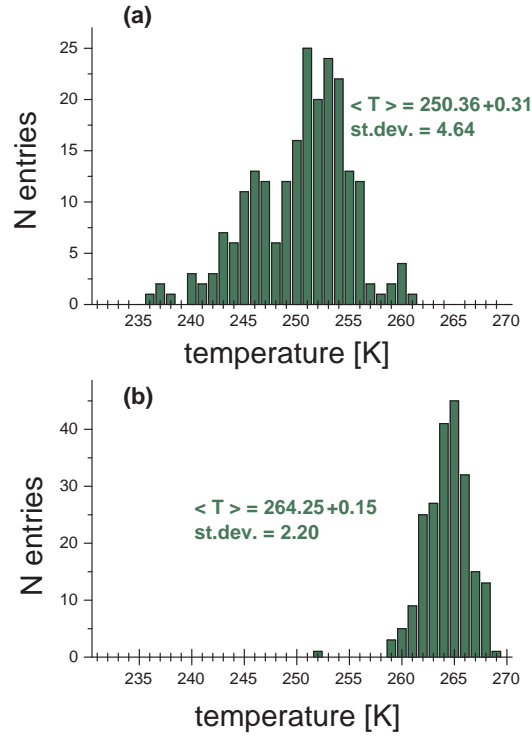 (a)
25
20
15
10
5
0
N entries
< T > = 250.36+0.31
st.dev. = 4.64
235 240 245 250 255 260 265 270
temperature [K]
(b)
40
30
20
10
0
N entries
< T > = 264.25+0.15
st.dev. = 2.20
235 240 245 250 255 260 265 270
temperature [K]